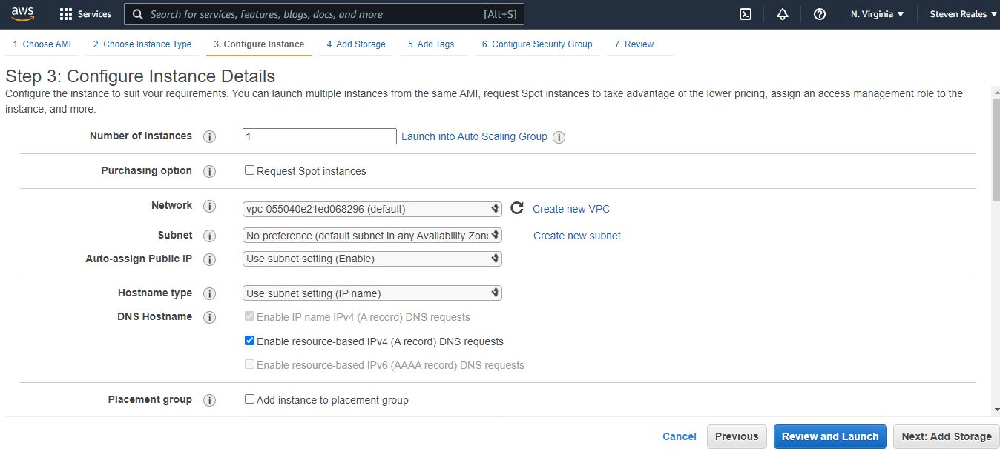 aws Services Search for services, features, blogs, docs, and more [Alt+S] N. Virginia ▼ Steven Reales ▼
1. Choose AMI 2. Choose Instance Type 3. Configure Instance 4. Add Storage 5. Add Tags 6. Configure Security Group 7. Review
Step 3: Configure Instance Details
Configure the instance to suit your requirements. You can launch multiple instances from the same AMI, request Spot instances to take advantage of the lower pricing, assign an access management role to the
instance, and more.
Number of instances i 1 Launch into Auto Scaling Group i
Purchasing option i Request Spot instances
Network i vpc-055040e21ed068296 (default) Create new VPC
Subnet i No preference (default subnet in any Availability Zone Create new subnet
Auto-assign Public IP i Use subnet setting (Enable)
Hostname type i Use subnet setting (IP name)
DNS Hostname i Enable IP name IPv4 (A record) DNS requests
Enable resource-based IPv4 (A record) DNS requests
Enable resource-based IPv6 (AAAA record) DNS requests
Placement group i Add instance to placement group
Cancel Previous Review and Launch Next: Add Storage